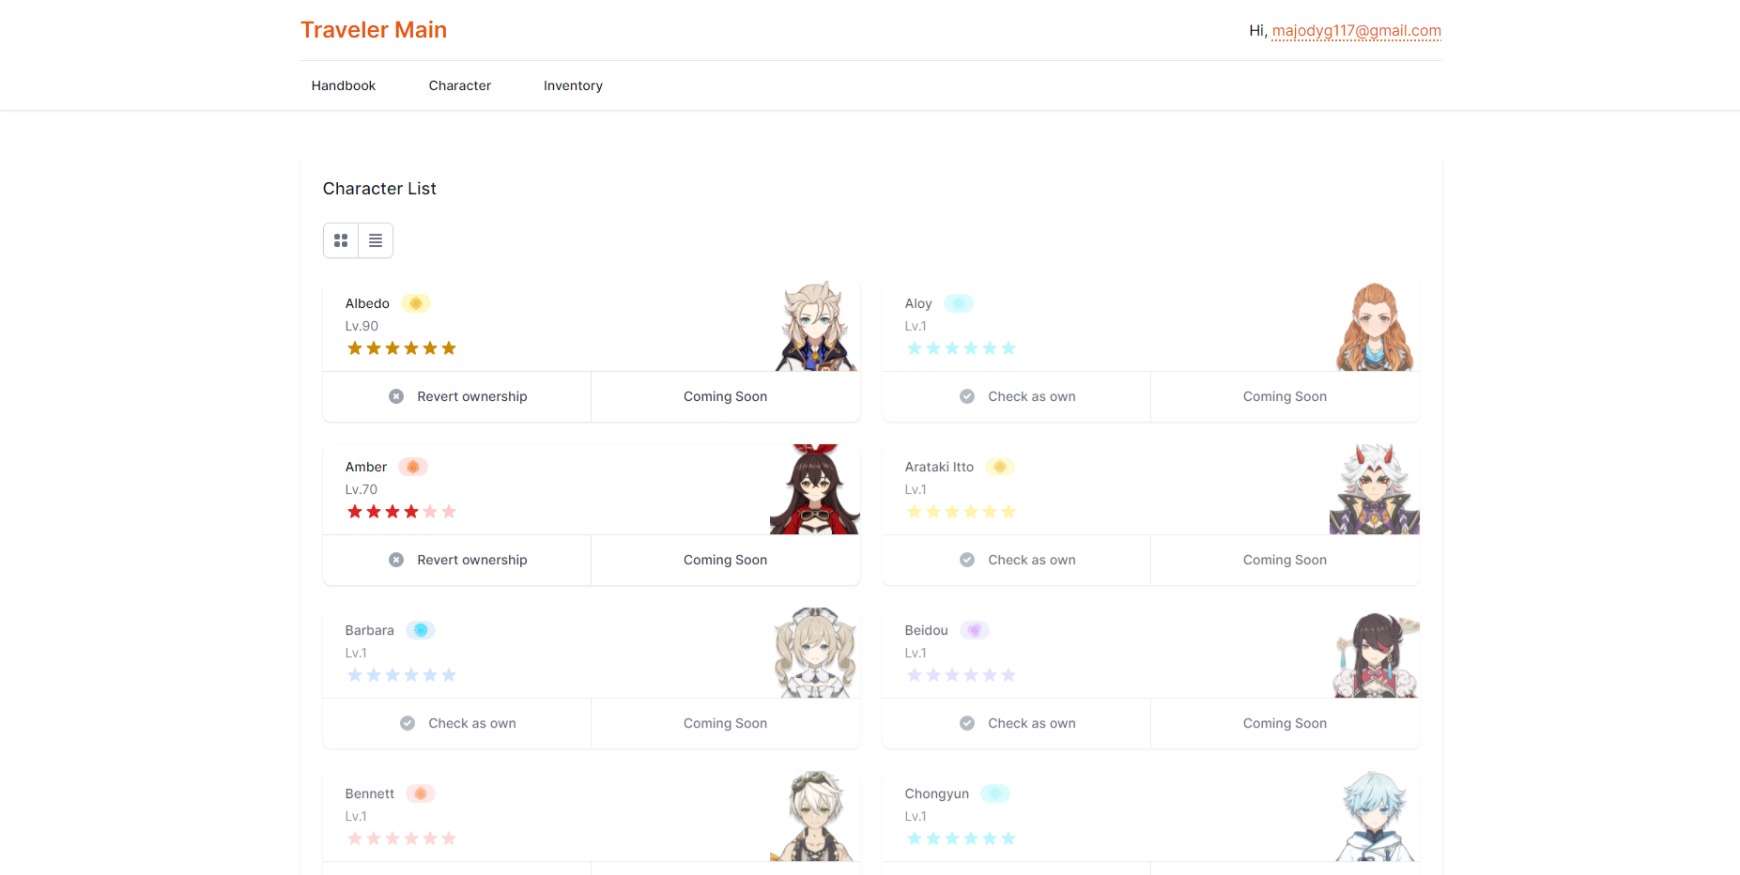 Traveler Main
Hi, majodyg117@gmail.com
Handbook Character Inventory
Character List
Albedo
Lv.90
Revert ownership Coming Soon
Aloy
Lv.1
Check as own Coming Soon
Amber
Lv.70
Revert ownership Coming Soon
Arataki Itto
Lv.1
Check as own Coming Soon
Barbara
Lv.1
Check as own Coming Soon
Beidou
Lv.1
Check as own Coming Soon
Bennett
Lv.1
Chongyun
Lv.1